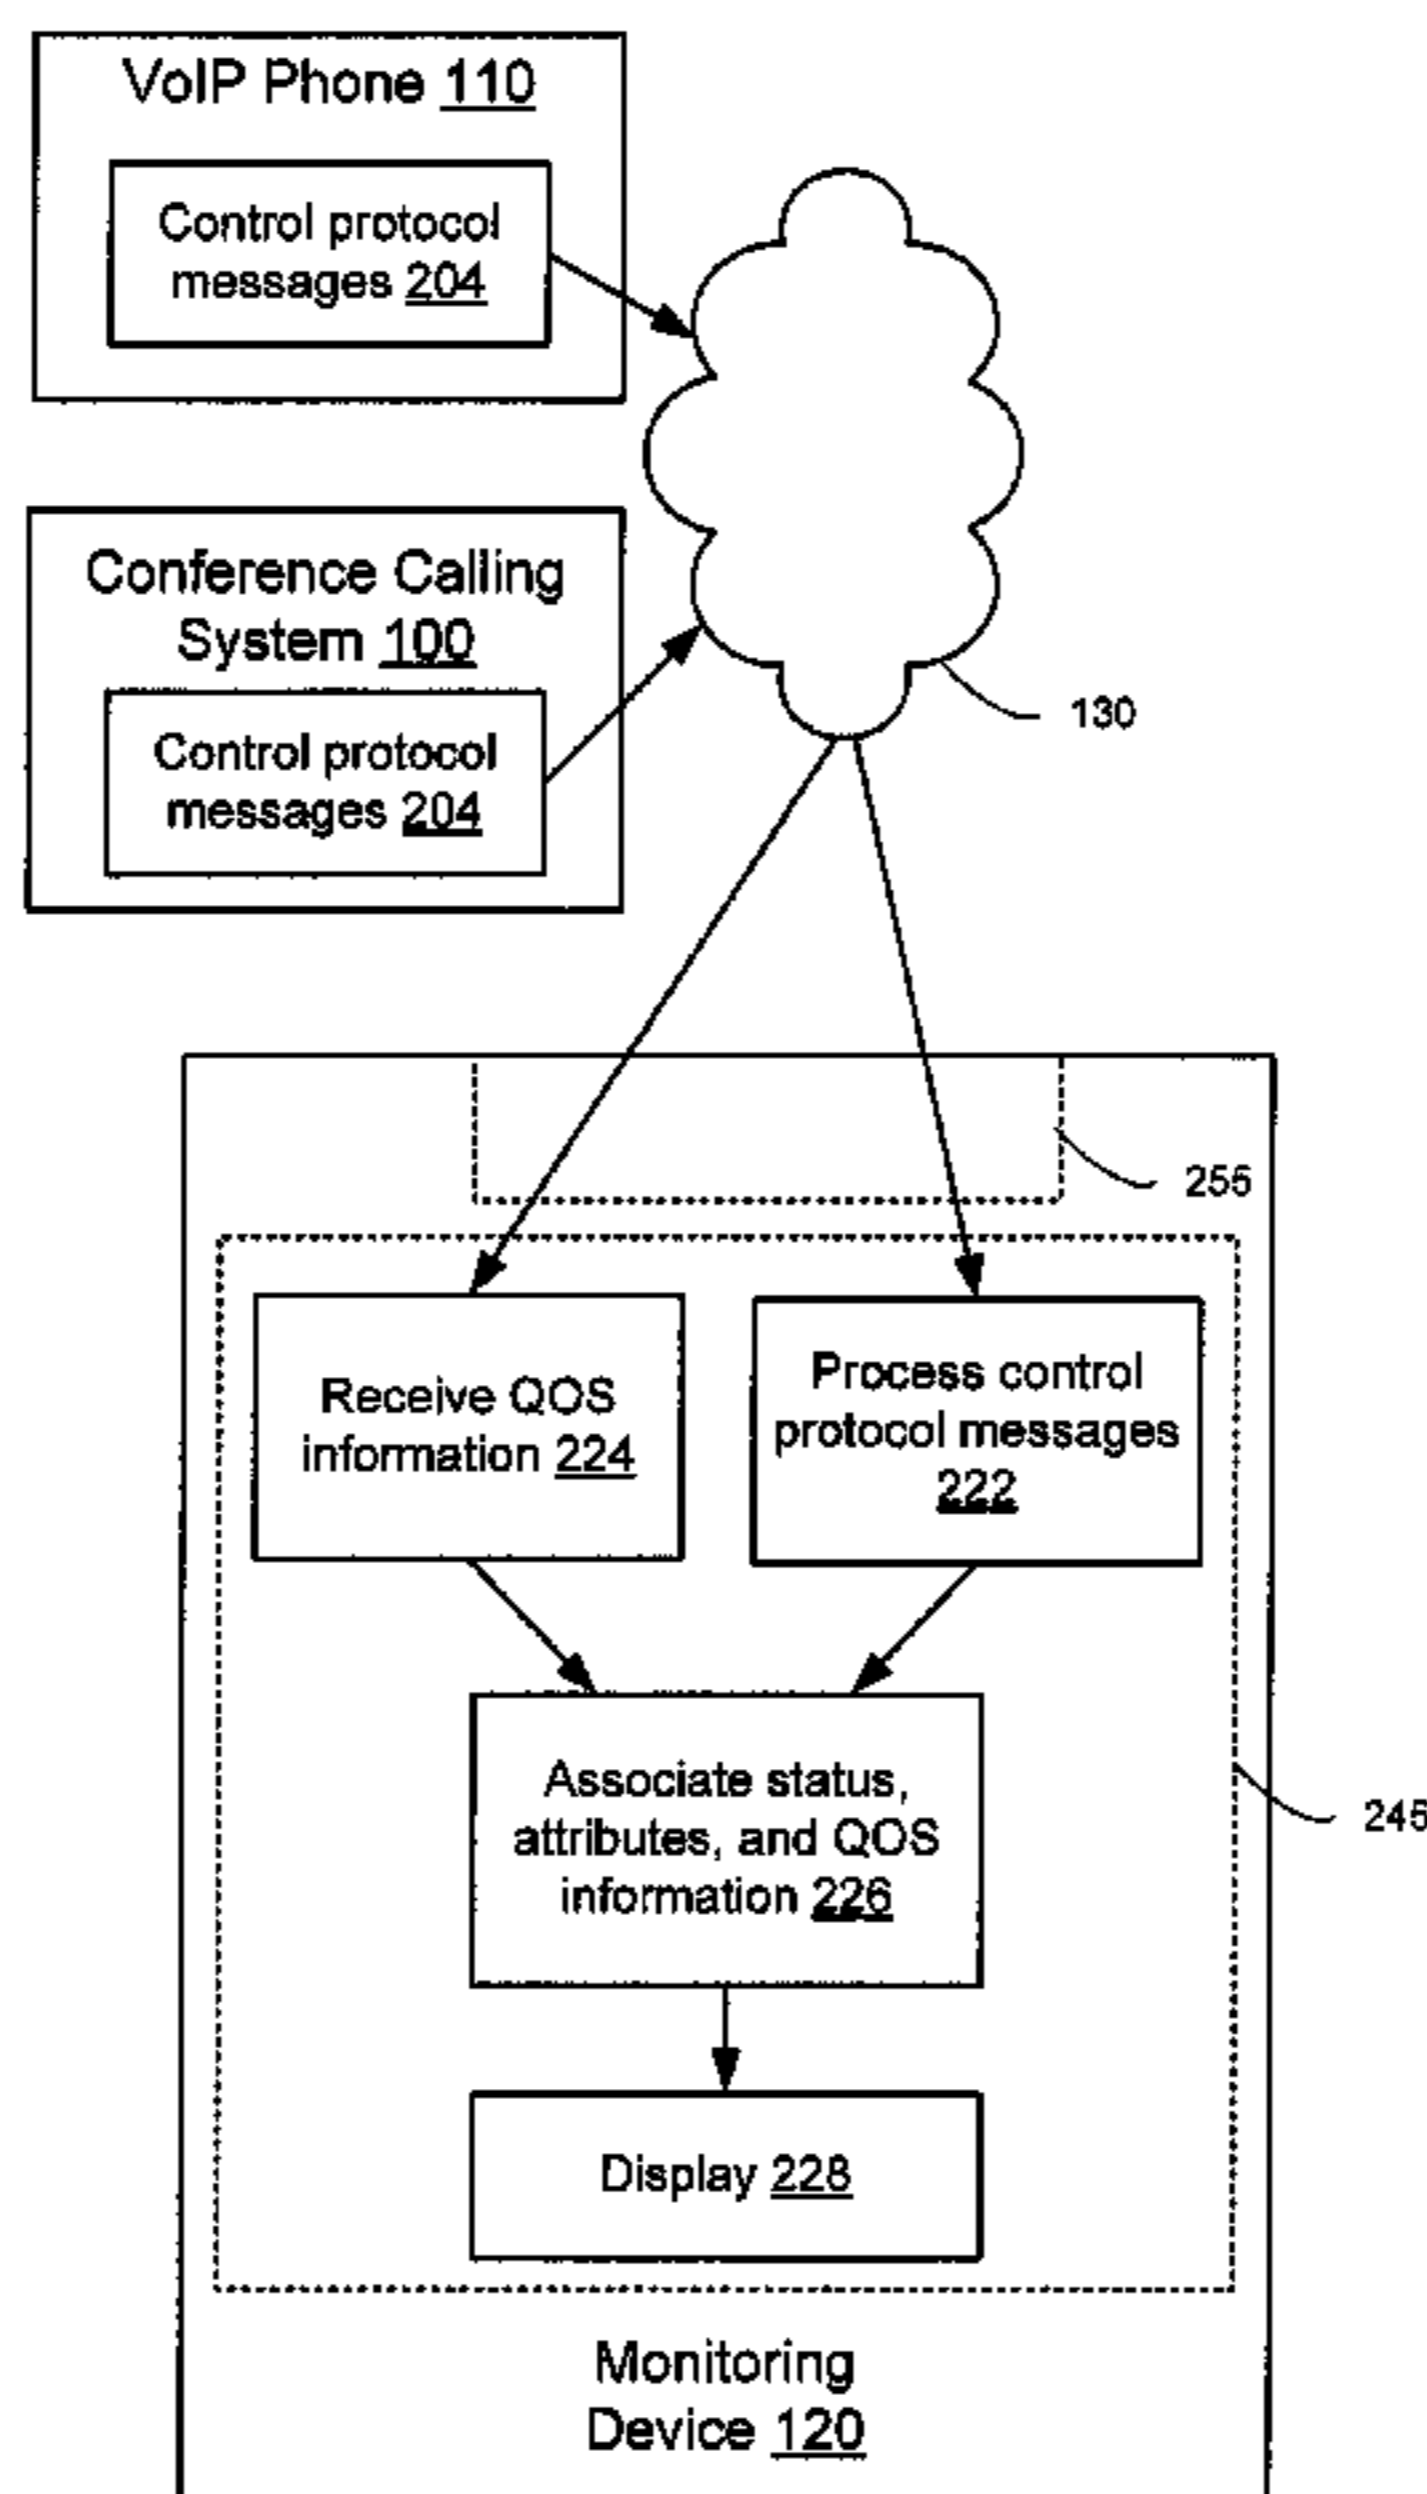 VoIP Phone 110
Control protocol
messages 204
Conference Calling
System 100
Control protocol
messages 204
130
255
Receive QOS
information 224
Process control
protocol messages
222
Associate status,
attributes, and QOS
information 226
245
Display 228
Monitoring
Device 120